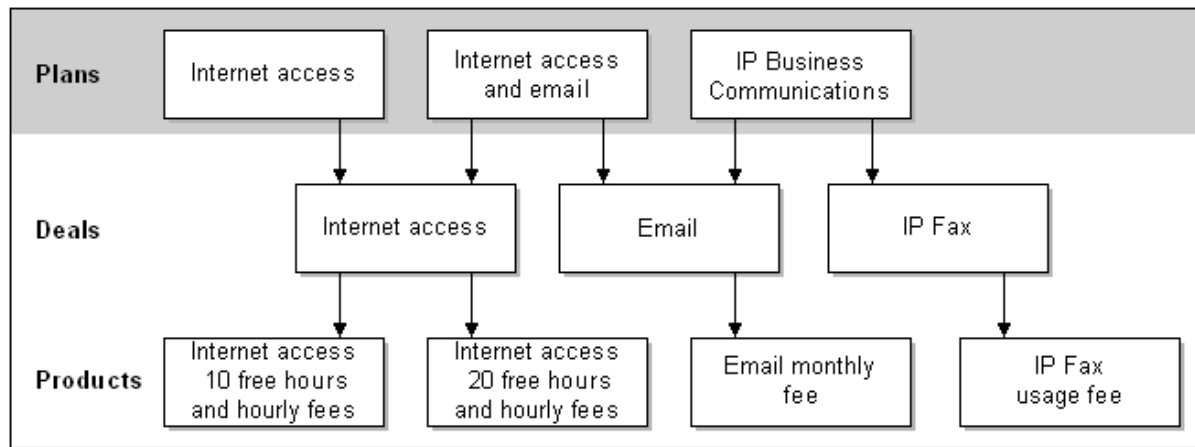 Plans
Internet access
Internet access
and email
IP Business
Communications
Deals
Internet access
Email
IP Fax
Products
Internet access
10 free hours
and hourly fees
Internet access
20 free hours
and hourly fees
Email monthly
fee
IP Fax
usage fee